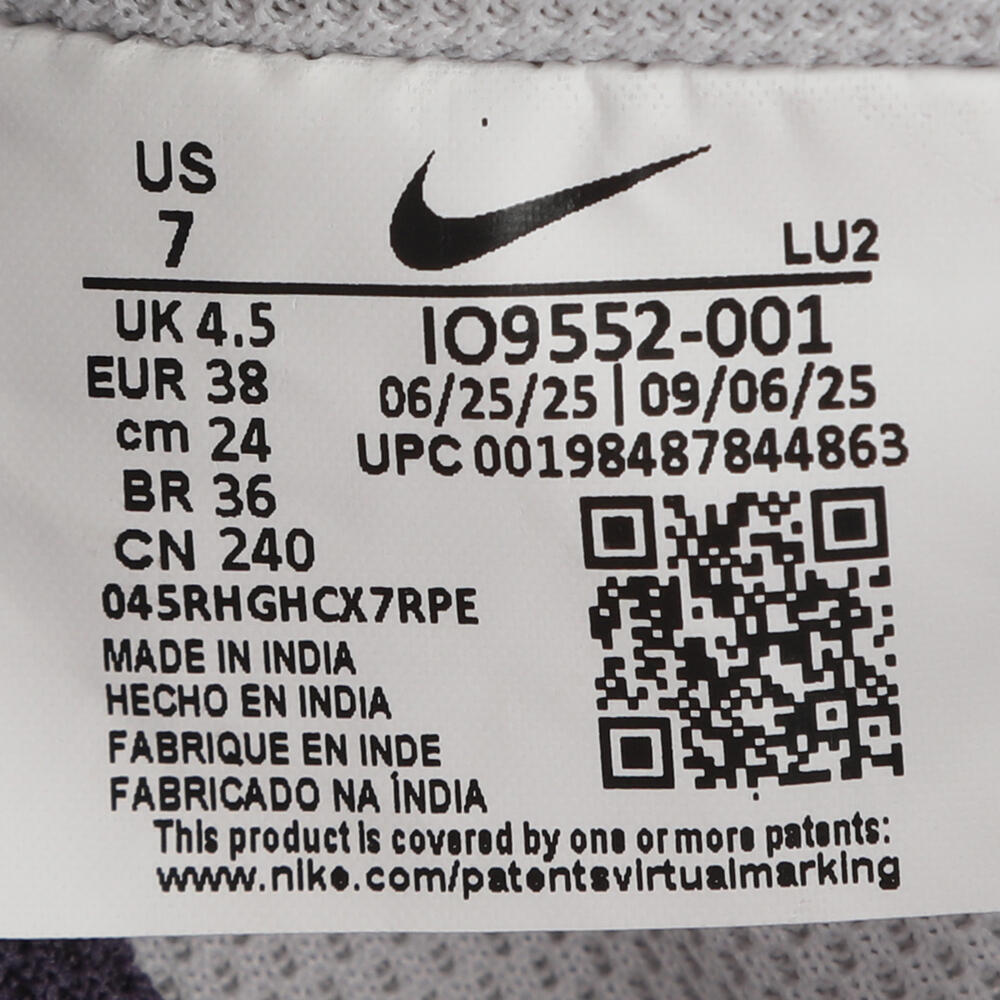 US
7
LU2
UK 4.5
EUR 38
cm 24
BR 36
CN 240
IO9552-001
06/25/25 | 09/06/25
UPC 00198487844863
045RHGHCX7RPE
MADE IN INDIA
HECHO EN INDIA
FABRIQUE EN INDE
FABRICADO NA ÍNDIA
This product is covered by one or more patents:
www.nike.com/patentsvirtualmarking